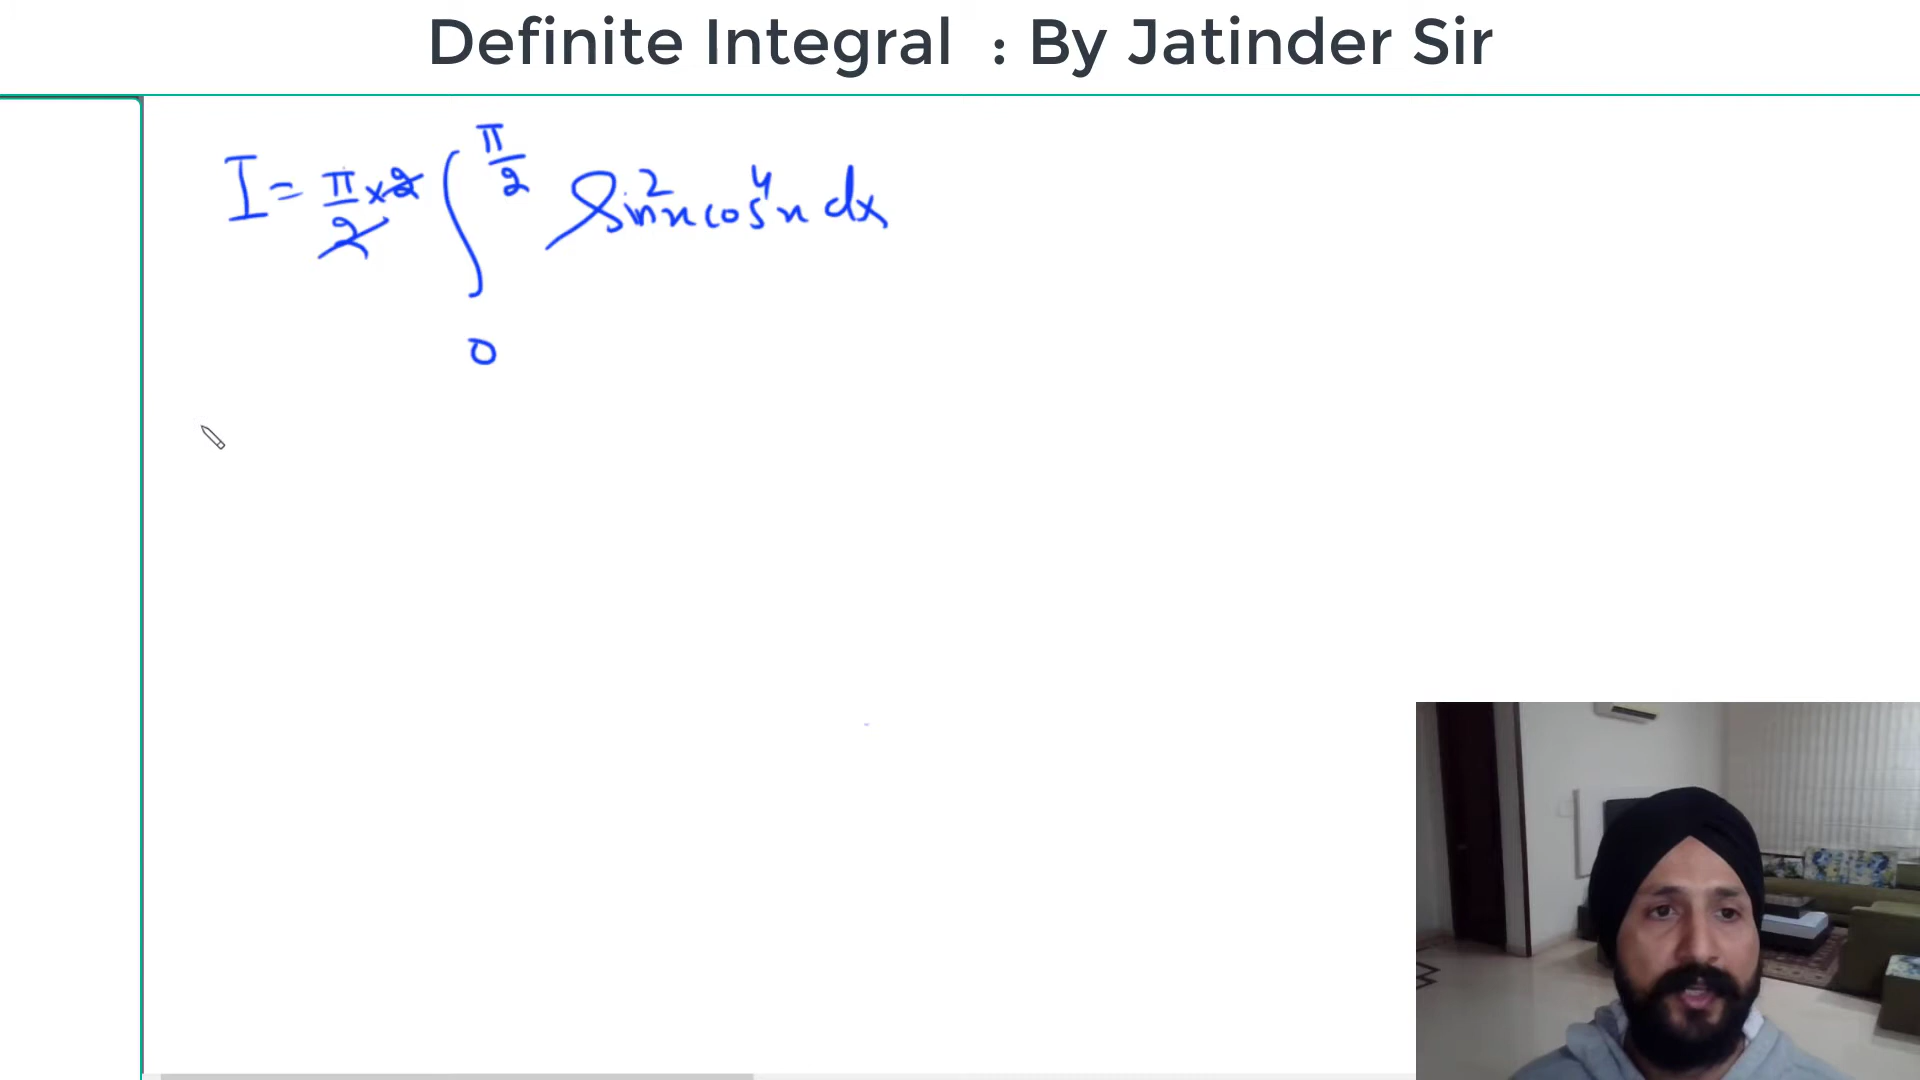 Definite Integral : By Jatinder Sir
I = π/2 × 2 ∫₀^(π/2) sin²x cos⁴x dx